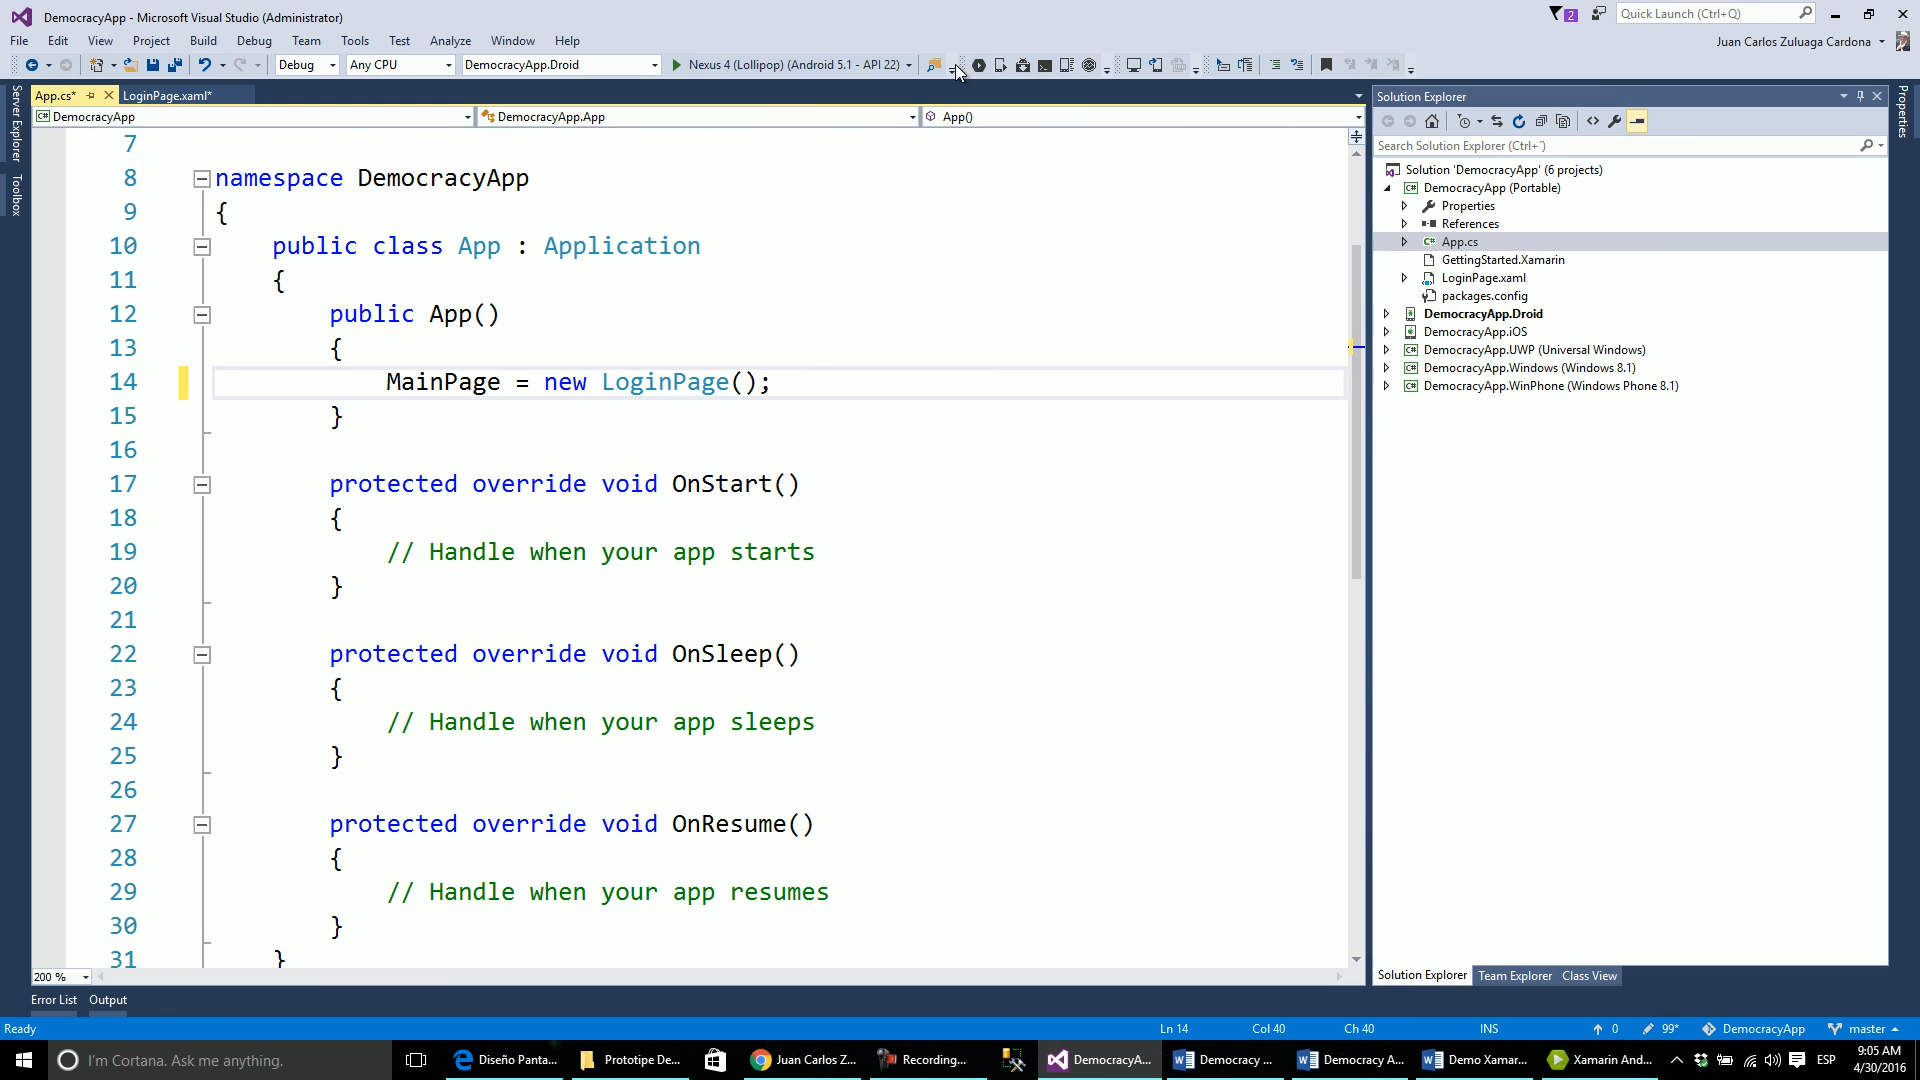 DemocracyApp - Microsoft Visual Studio (Administrator)
2
Quick Launch (Ctrl+Q)
File Edit View Project Build Debug Team Tools Test Analyze Window Help
Juan Carlos Zuluaga Cardona
Debug Any CPU DemocracyApp.Droid Nexus 4 (Lollipop) (Android 5.1 - API 22)
Server Explorer
Toolbox
App.cs* LoginPage.xaml*
DemocracyApp DemocracyApp.App App()
7
8 namespace DemocracyApp
9 {
10 public class App : Application
11 {
12 public App()
13 {
14 MainPage = new LoginPage();
15 }
16
17 protected override void OnStart()
18 {
19 // Handle when your app starts
20 }
21
22 protected override void OnSleep()
23 {
24 // Handle when your app sleeps
25 }
26
27 protected override void OnResume()
28 {
29 // Handle when your app resumes
30 }
31 }
200 %
Solution Explorer
Search Solution Explorer (Ctrl+´)
Solution 'DemocracyApp' (6 projects)
DemocracyApp (Portable)
Properties
References
App.cs
GettingStarted.Xamarin
LoginPage.xaml
packages.config
DemocracyApp.Droid
DemocracyApp.iOS
DemocracyApp.UWP (Universal Windows)
DemocracyApp.Windows (Windows 8.1)
DemocracyApp.WinPhone (Windows Phone 8.1)
Solution Explorer Team Explorer Class View
Properties
Error List Output
Ready Ln 14 Col 40 Ch 40 INS 0 99* DemocracyApp master
I'm Cortana. Ask me anything.
Diseño Panta...
Prototipe De...
Juan Carlos Z...
Recording...
DemocracyA...
Democracy ...
Democracy A...
Demo Xamar...
Xamarin And...
ESP
9:05 AM
4/30/2016